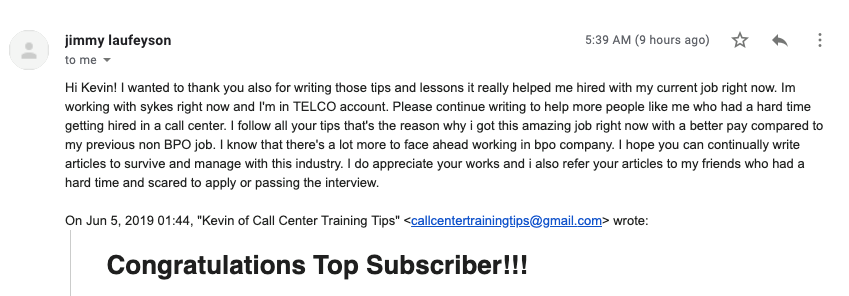 jimmy laufeyson
5:39 AM (9 hours ago)
to me
Hi Kevin! I wanted to thank you also for writing those tips and lessons it really helped me hired with my current job right now. Im
working with sykes right now and I'm in TELCO account. Please continue writing to help more people like me who had a hard time
getting hired in a call center. I follow all your tips that's the reason why i got this amazing job right now with a better pay compared to
my previous non BPO job. I know that there's a lot more to face ahead working in bpo company. I hope you can continually write
articles to survive and manage with this industry. I do appreciate your works and i also refer your articles to my friends who had a
hard time and scared to apply or passing the interview.
On Jun 5, 2019 01:44, "Kevin of Call Center Training Tips" <callcentertrainingtips@gmail.com> wrote:
Congratulations Top Subscriber!!!